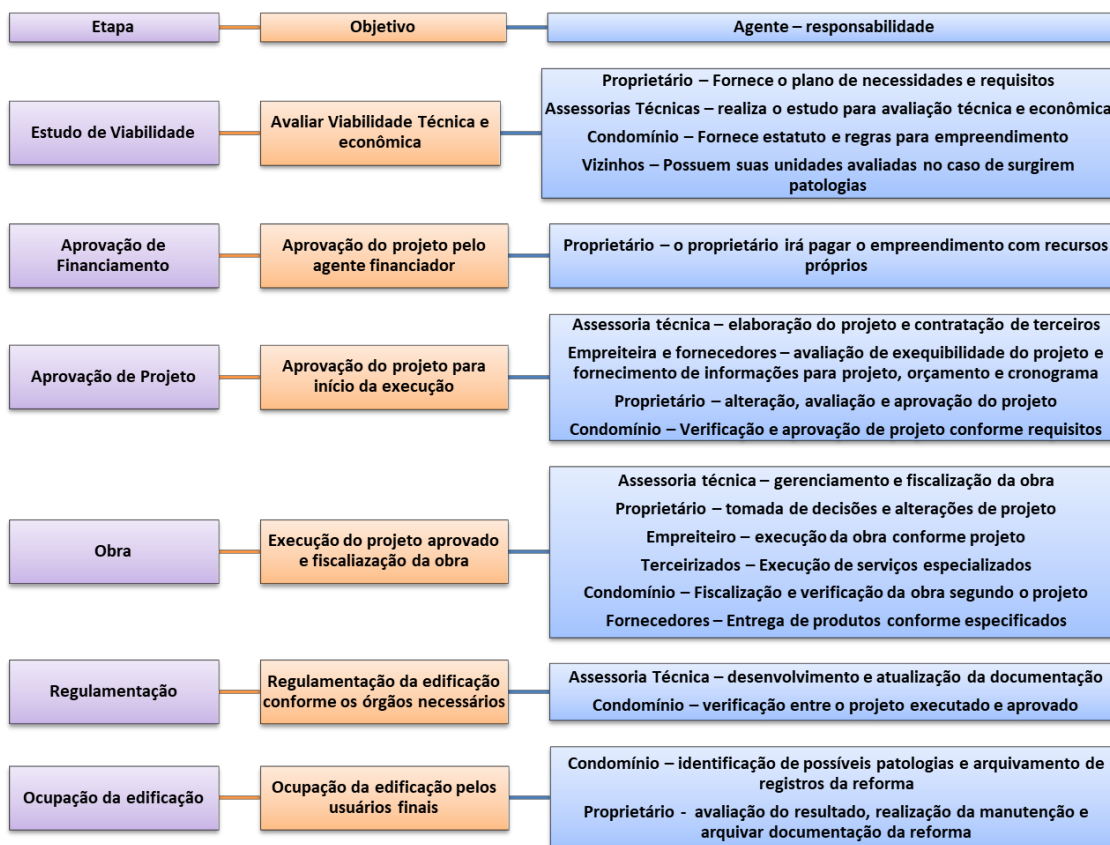 Etapa
Objetivo
Agente – responsabilidade
Estudo de Viabilidade
Avaliar Viabilidade Técnica e
econômica
Proprietário – Fornece o plano de necessidades e requisitos
Assessorias Técnicas – realiza o estudo para avaliação técnica e econômica
Condomínio – Fornece estatuto e regras para empreendimento
Vizinhos – Possuem suas unidades avaliadas no caso de surgirem
patologias
Aprovação de
Financiamento
Aprovação do projeto pelo
agente financiador
Proprietário – o proprietário irá pagar o empreendimento com recursos
próprios
Aprovação de Projeto
Aprovação do projeto para
início da execução
Assessoria técnica – elaboração do projeto e contratação de terceiros
Empreiteira e fornecedores – avaliação de exequibilidade do projeto e
fornecimento de informações para projeto, orçamento e cronograma
Proprietário – alteração, avaliação e aprovação do projeto
Condomínio – Verificação e aprovação de projeto conforme requisitos
Obra
Execução do projeto aprovado
e fiscaliazação da obra
Assessoria técnica – gerenciamento e fiscalização da obra
Proprietário – tomada de decisões e alterações de projeto
Empreiteiro – execução da obra conforme projeto
Terceirizados – Execução de serviços especializados
Condomínio – Fiscalização e verificação da obra segundo o projeto
Fornecedores – Entrega de produtos conforme especificados
Regulamentação
Regulamentação da edificação
conforme os órgãos necessários
Assessoria Técnica – desenvolvimento e atualização da documentação
Condomínio – verificação entre o projeto executado e aprovado
Ocupação da edificação
Ocupação da edificação pelos
usuários finais
Condomínio – identificação de possíveis patologias e arquivamento de
registros da reforma
Proprietário - avaliação do resultado, realização da manutenção e
arquivar documentação da reforma